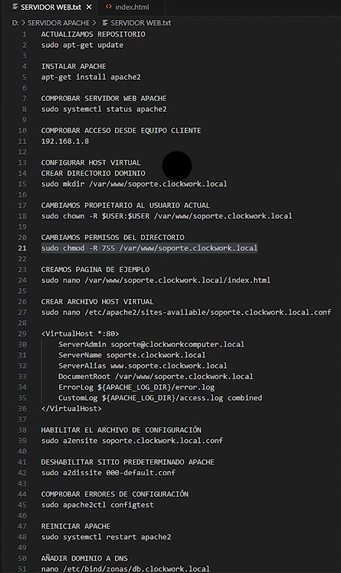 SERVIDOR WEB.txt
index.html
D: > SERVIDOR APACHE > SERVIDOR WEB.txt
1 ACTUALIZAMOS REPOSITORIO
2 sudo apt-get update
3
4 INSTALAR APACHE
5 apt-get install apache2
6
7 COMPROBAR SERVIDOR WEB APACHE
8 sudo systemctl status apache2
9
10 COMPROBAR ACCESO DESDE EQUIPO CLIENTE
11 192.168.1.8
12
13 CONFIGURAR HOST VIRTUAL
14 CREAR DIRECTORIO DOMINIO
15 sudo mkdir /var/www/soporte.clockwork.local
16
17 CAMBIAMOS PROPIETARIO AL USUARIO ACTUAL
18 sudo chown -R $USER:$USER /var/www/soporte.clockwork.local
19
20 CAMBIAMOS PERMISOS DEL DIRECTORIO
21 sudo chmod -R 755 /var/www/soporte.clockwork.local
22
23 CREAMOS PAGINA DE EJEMPLO
24 sudo nano /var/www/soporte.clockwork.local/index.html
25
26 CREAR ARCHIVO HOST VIRTUAL
27 sudo nano /etc/apache2/sites-available/soporte.clockwork.local.conf
28
29 <VirtualHost *:80>
30 ServerAdmin soporte@clockworkcomputer.local
31 ServerName soporte.clockwork.local
32 ServerAlias www.soporte.clockwork.local
33 DocumentRoot /var/www/soporte.clockwork.local
34 ErrorLog ${APACHE_LOG_DIR}/error.log
35 CustomLog ${APACHE_LOG_DIR}/access.log combined
36 </VirtualHost>
37
38 HABILITAR EL ARCHIVO DE CONFIGURACIÓN
39 sudo a2ensite soporte.clockwork.local.conf
40
41 DESHABILITAR SITIO PREDETERMINADO APACHE
42 sudo a2dissite 000-default.conf
43
44 COMPROBAR ERRORES DE CONFIGURACIÓN
45 sudo apache2ctl configtest
46
47 REINICIAR APACHE
48 sudo systemctl restart apache2
49
50 AÑADIR DOMINIO A DNS
51 nano /etc/bind/zonas/db.clockwork.local